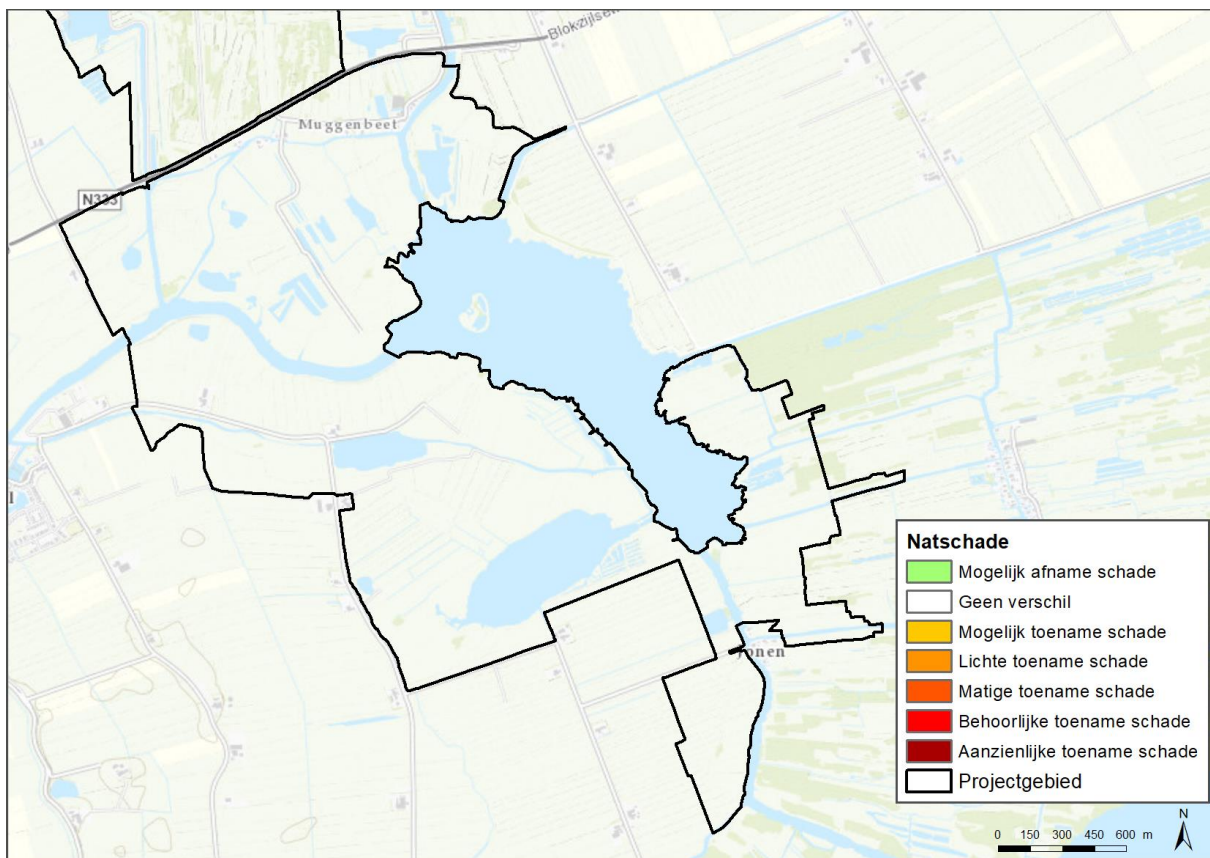 Blokzijlse
Muggenbeet
N333
l
Jonen
Natschade
Mogelijk afname schade
Geen verschil
Mogelijk toename schade
Lichte toename schade
Matige toename schade
Behoorlijke toename schade
Aanzienlijke toename schade
Projectgebied
N
0 150 300 450 600 m